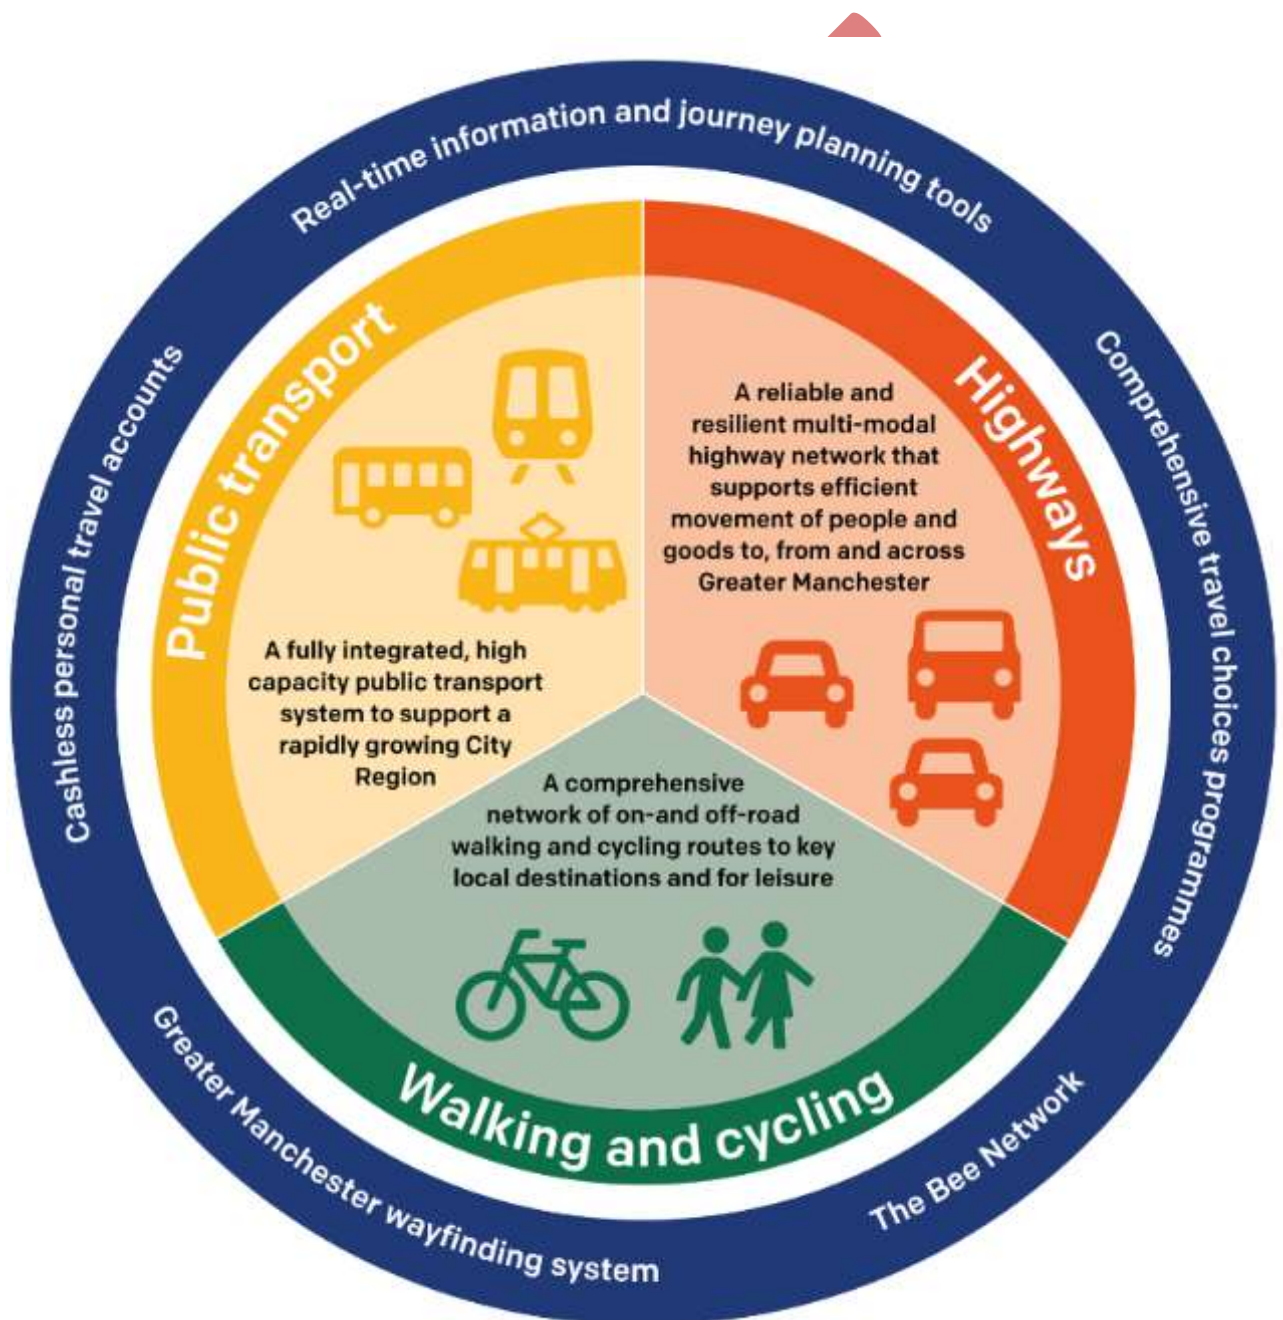 Real-time information and journey planning tools
Comprehensive travel choices programmes
The Bee Network
Greater Manchester wayfinding system
Cashless personal travel accounts
Public transport
A fully integrated, high
capacity public transport
system to support a
rapidly growing City
Region
Highways
A reliable and
resilient multi-modal
highway network that
supports efficient
movement of people and
goods to, from and across
Greater Manchester
A comprehensive
network of on-and off-road
walking and cycling routes to key
local destinations and for leisure
Walking and cycling